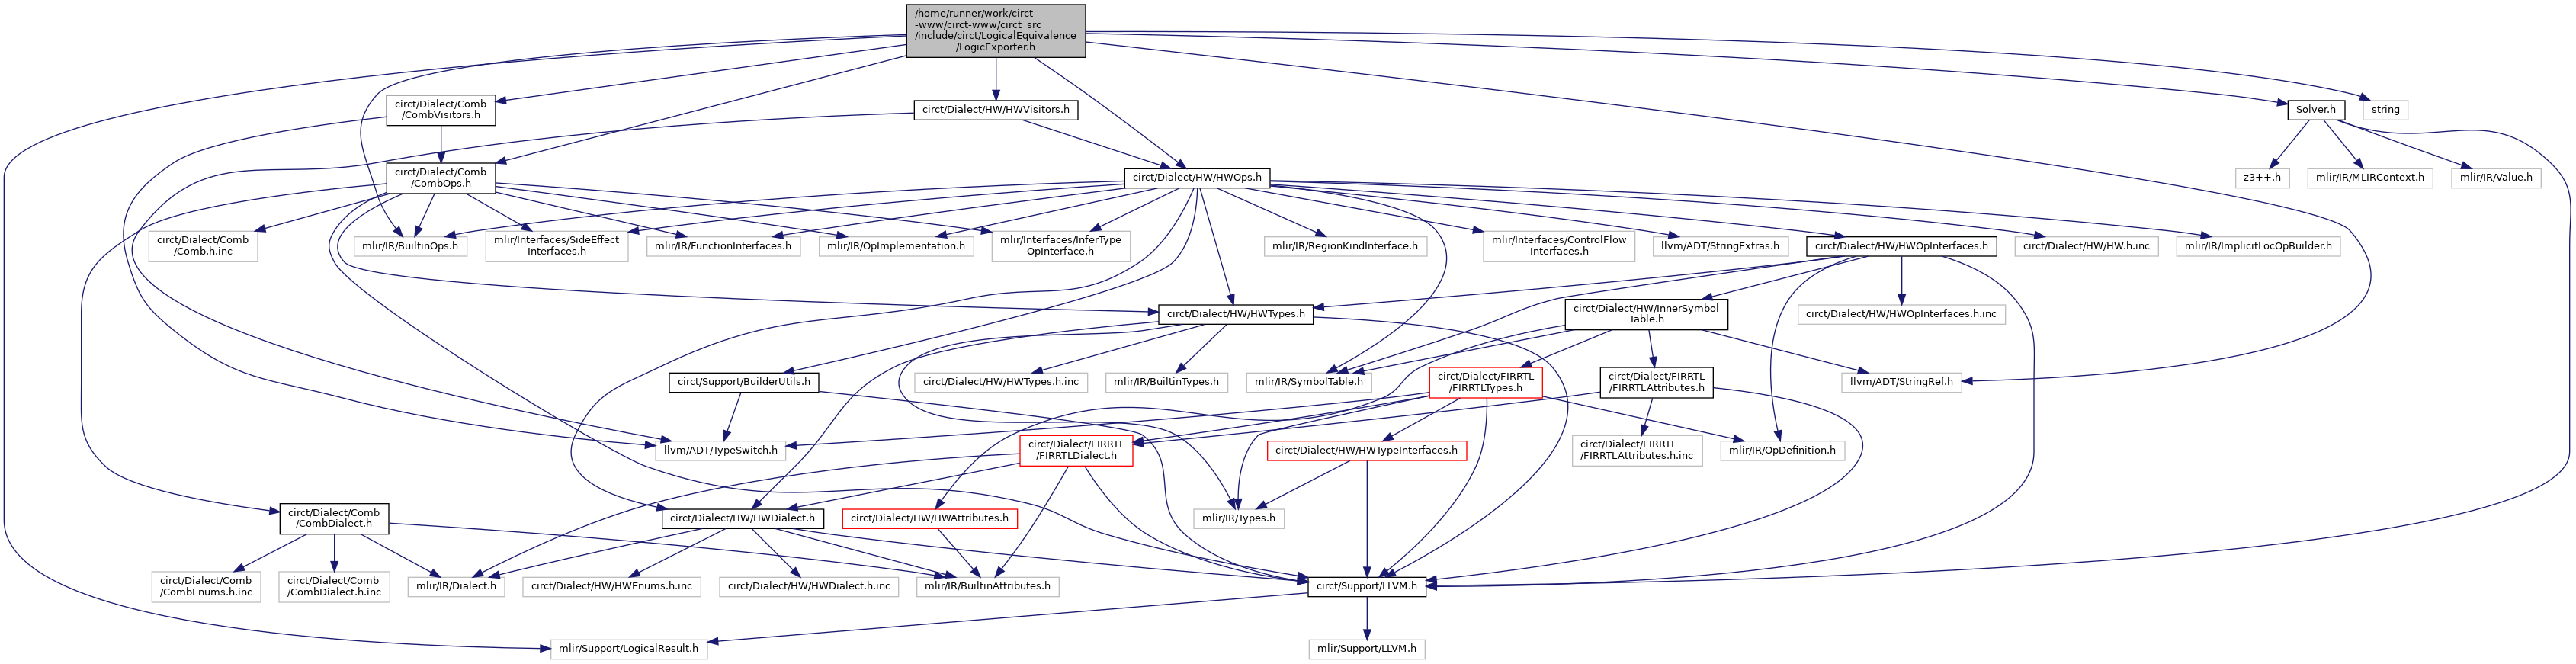 /home/runner/work/circt
-www/circt-www/circt_src
/include/circt/LogicalEquivalence
/LogicExporter.h
circt/Dialect/Comb
/CombVisitors.h
circt/Dialect/HW/HWVisitors.h
Solver.h
string
circt/Dialect/Comb
/CombOps.h
circt/Dialect/HW/HWOps.h
z3++.h
mlir/IR/MLIRContext.h
mlir/IR/Value.h
circt/Dialect/Comb
/Comb.h.inc
mlir/IR/BuiltinOps.h
mlir/Interfaces/SideEffect
Interfaces.h
mlir/IR/FunctionInterfaces.h
mlir/IR/OpImplementation.h
mlir/Interfaces/InferType
OpInterface.h
mlir/IR/RegionKindInterface.h
mlir/Interfaces/ControlFlow
Interfaces.h
llvm/ADT/StringExtras.h
circt/Dialect/HW/HWOpInterfaces.h
circt/Dialect/HW/HW.h.inc
mlir/IR/ImplicitLocOpBuilder.h
circt/Dialect/HW/HWTypes.h
circt/Dialect/HW/InnerSymbol
Table.h
circt/Dialect/HW/HWOpInterfaces.h.inc
circt/Support/BuilderUtils.h
circt/Dialect/HW/HWTypes.h.inc
mlir/IR/BuiltinTypes.h
mlir/IR/SymbolTable.h
circt/Dialect/FIRRTL
/FIRRTLTypes.h
circt/Dialect/FIRRTL
/FIRRTLAttributes.h
llvm/ADT/StringRef.h
llvm/ADT/TypeSwitch.h
circt/Dialect/FIRRTL
/FIRRTLDialect.h
circt/Dialect/HW/HWTypeInterfaces.h
circt/Dialect/FIRRTL
/FIRRTLAttributes.h.inc
mlir/IR/OpDefinition.h
circt/Dialect/Comb
/CombDialect.h
circt/Dialect/HW/HWDialect.h
circt/Dialect/HW/HWAttributes.h
mlir/IR/Types.h
circt/Dialect/Comb
/CombEnums.h.inc
circt/Dialect/Comb
/CombDialect.h.inc
mlir/IR/Dialect.h
circt/Dialect/HW/HWEnums.h.inc
circt/Dialect/HW/HWDialect.h.inc
mlir/IR/BuiltinAttributes.h
circt/Support/LLVM.h
mlir/Support/LogicalResult.h
mlir/Support/LLVM.h